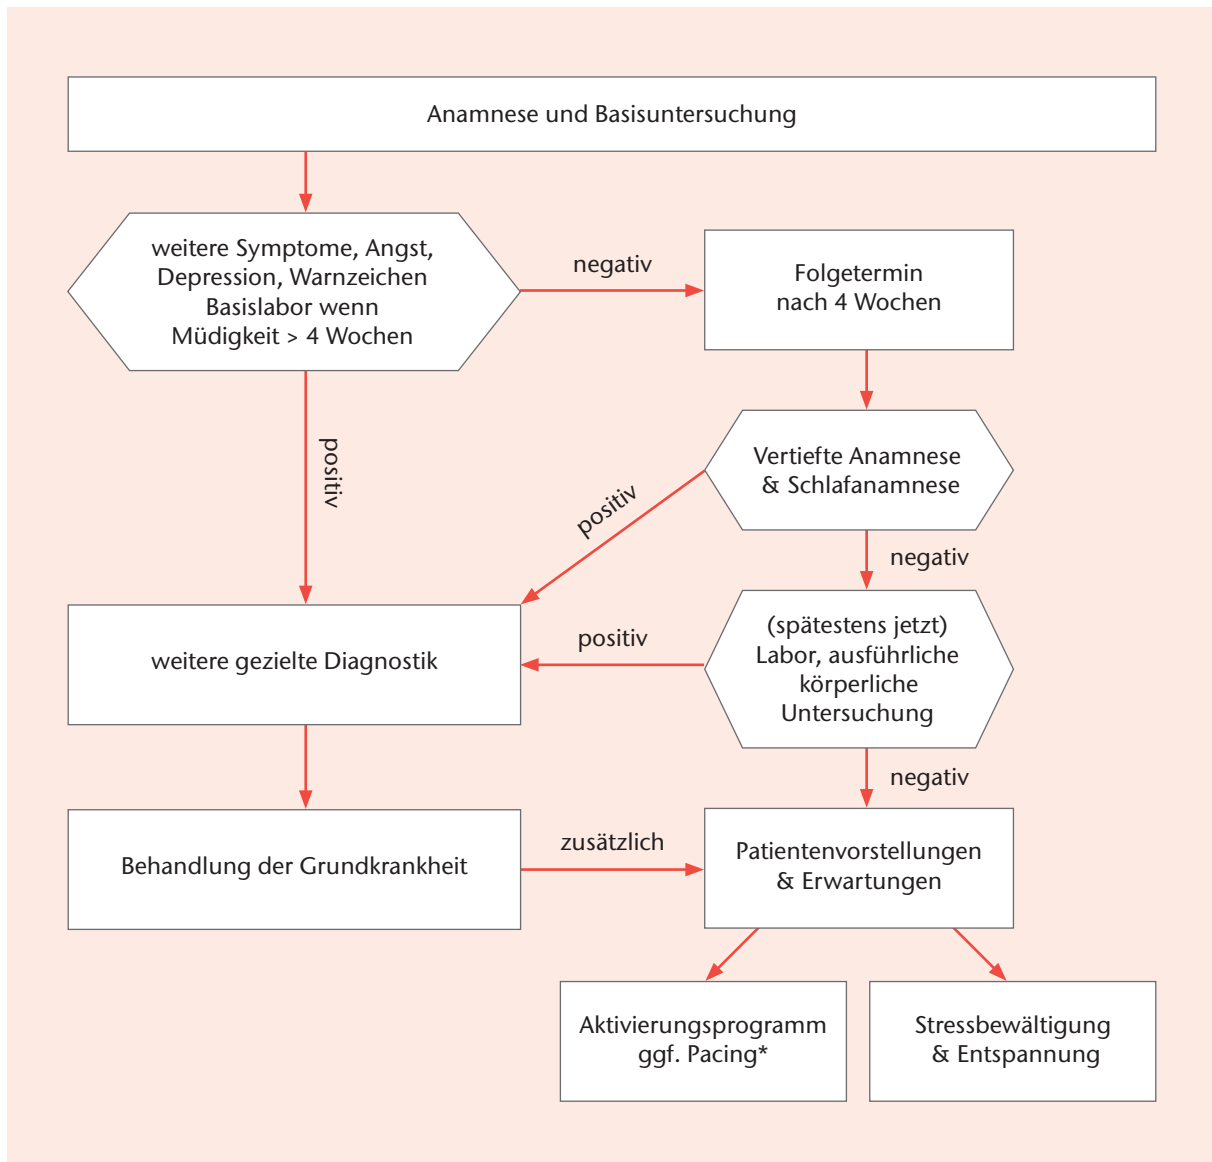 Anamnese und Basisuntersuchung
weitere Symptome, Angst,
Depression, Warnzeichen
Basislabor wenn
Müdigkeit > 4 Wochen
negativ
Folgetermin
nach 4 Wochen
positiv
Vertiefte Anamnese
& Schlafanamnese
positiv
negativ
(spätestens jetzt)
Labor, ausführliche
körperliche
Untersuchung
positiv
weitere gezielte Diagnostik
negativ
Behandlung der Grundkrankheit
zusätzlich
Patientenvorstellungen
& Erwartungen
Aktivierungsprogramm
ggf. Pacing*
Stressbewältigung
& Entspannung